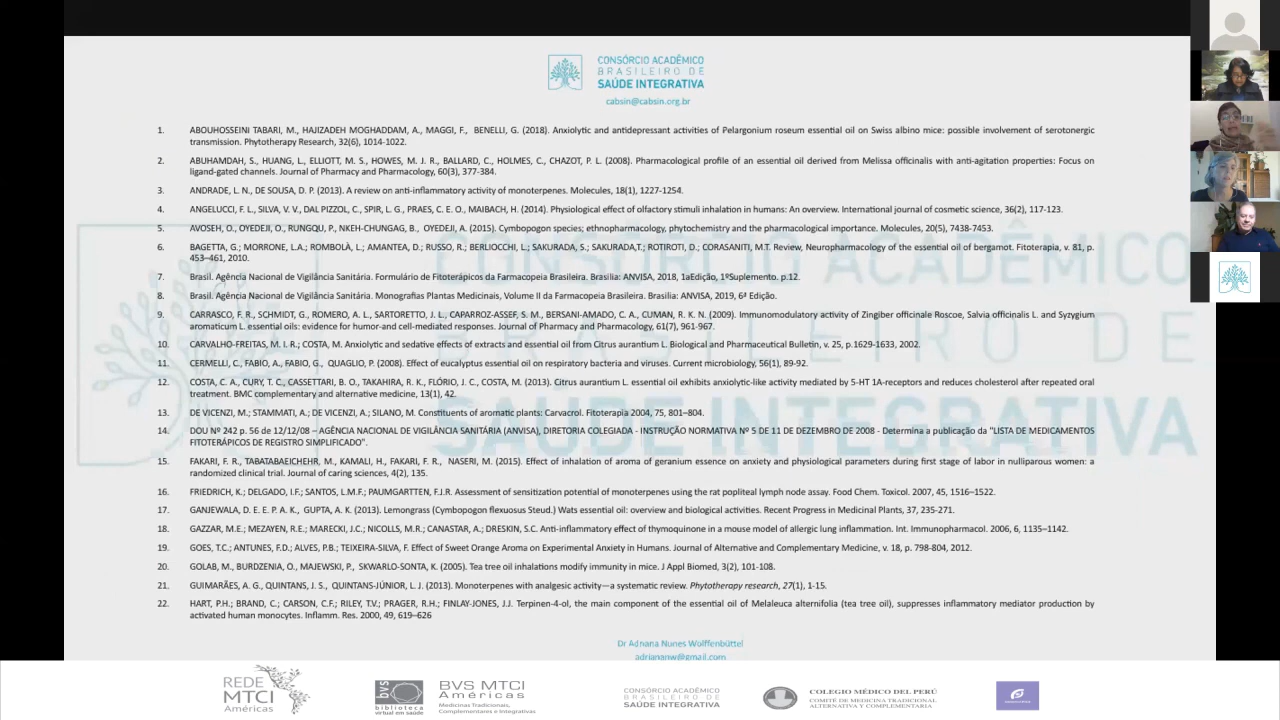 CONSÓRCIO ACADÊMICO
BRASILEIRO DE
SAÚDE INTEGRATIVA
cabsin@cabsin.org.br
1. ABOUHOSSEINI TABARI, M., HAJIZADEH MOGHADDAM, A., MAGGI, F., BENELLI, G. (2018). Anxiolytic and antidepressant activities of Pelargonium roseum essential oil on Swiss albino mice: possible involvement of serotonergic
transmission. Phytotherapy Research, 32(6), 1014-1022.
2. ABUHAMDAH, S., HUANG, L., ELLIOTT, M. S., HOWES, M. J. R., BALLARD, C., HOLMES, C., CHAZOT, P. L. (2008). Pharmacological profile of an essential oil derived from Melissa officinalis with anti-agitation properties: Focus on
ligand-gated channels. Journal of Pharmacy and Pharmacology, 60(3), 377-384.
3. ANDRADE, L. N., DE SOUSA, D. P. (2013). A review on anti-inflammatory activity of monoterpenes. Molecules, 18(1), 1227-1254.
4. ANGELUCCI, F. L., SILVA, V. V., DAL PIZZOL, C., SPIR, L. G., PRAES, C. E. O., MAIBACH, H. (2014). Physiological effect of olfactory stimuli inhalation in humans: An overview. International journal of cosmetic science, 36(2), 117-123.
5. AVOSEH, O., OYEDEJI, O., RUNGQU, P., NKEH-CHUNGAG, B., OYEDEJI, A. (2015). Cymbopogon species; ethnopharmacology, phytochemistry and the pharmacological importance. Molecules, 20(5), 7438-7453.
6. BAGETTA, G.; MORRONE, L.A.; ROMBOLÀ, L.; AMANTEA, D.; RUSSO, R.; BERLIOCCHI, L.; SAKURADA, S.; SAKURADA,T.; ROTIROTI, D.; CORASANITI, M.T. Review, Neuropharmacology of the essential oil of bergamot. Fitoterapia, v. 81, p.
453–461, 2010.
7. Brasil. Agência Nacional de Vigilância Sanitária. Formulário de Fitoterápicos da Farmacopeia Brasileira. Brasilia: ANVISA, 2018, 1aEdição, 1ºSuplemento. p.12.
8. Brasil. Agência Nacional de Vigilância Sanitária. Monografias Plantas Medicinais, Volume II da Farmacopeia Brasileira. Brasilia: ANVISA, 2019, 6ª Edição.
9. CARRASCO, F. R., SCHMIDT, G., ROMERO, A. L., SARTORETTO, J. L., CAPARROZ-ASSEF, S. M., BERSANI-AMADO, C. A., CUMAN, R. K. N. (2009). Immunomodulatory activity of Zingiber officinale Roscoe, Salvia officinalis L. and Syzygium
aromaticum L. essential oils: evidence for humor-and cell-mediated responses. Journal of Pharmacy and Pharmacology, 61(7), 961-967.
10. CARVALHO-FREITAS, M. I. R.; COSTA, M. Anxiolytic and sedative effects of extracts and essential oil from Citrus aurantium L. Biological and Pharmaceutical Bulletin, v. 25, p.1629-1633, 2002.
11. CERMELLI, C., FABIO, A., FABIO, G., QUAGLIO, P. (2008). Effect of eucalyptus essential oil on respiratory bacteria and viruses. Current microbiology, 56(1), 89-92.
12. COSTA, C. A., CURY, T. C., CASSETTARI, B. O., TAKAHIRA, R. K., FLÓRIO, J. C., COSTA, M. (2013). Citrus aurantium L. essential oil exhibits anxiolytic-like activity mediated by 5-HT 1A-receptors and reduces cholesterol after repeated oral
treatment. BMC complementary and alternative medicine, 13(1), 42.
13. DE VICENZI, M.; STAMMATI, A.; DE VICENZI, A.; SILANO, M. Constituents of aromatic plants: Carvacrol. Fitoterapia 2004, 75, 801–804.
14. DOU Nº 242 p. 56 de 12/12/08 – AGÊNCIA NACIONAL DE VIGILÂNCIA SANITÁRIA (ANVISA), DIRETORIA COLEGIADA - INSTRUÇÃO NORMATIVA Nº 5 DE 11 DE DEZEMBRO DE 2008 - Determina a publicação da "LISTA DE MEDICAMENTOS
FITOTERÁPICOS DE REGISTRO SIMPLIFICADO".
15. FAKARI, F. R., TABATABAEICHEHR, M., KAMALI, H., FAKARI, F. R., NASERI, M. (2015). Effect of inhalation of aroma of geranium essence on anxiety and physiological parameters during first stage of labor in nulliparous women: a
randomized clinical trial. Journal of caring sciences, 4(2), 135.
16. FRIEDRICH, K.; DELGADO, I.F.; SANTOS, L.M.F.; PAUMGARTTEN, F.J.R. Assessment of sensitization potential of monoterpenes using the rat popliteal lymph node assay. Food Chem. Toxicol. 2007, 45, 1516–1522.
17. GANJEWALA, D. E. E. P. A. K., GUPTA, A. K. (2013). Lemongrass (Cymbopogon flexuosus Steud.) Wats essential oil: overview and biological activities. Recent Progress in Medicinal Plants, 37, 235-271.
18. GAZZAR, M.E.; MEZAYEN, R.E.; MARECKI, J.C.; NICOLLS, M.R.; CANASTAR, A.; DRESKIN, S.C. Anti-inflammatory effect of thymoquinone in a mouse model of allergic lung inflammation. Int. Immunopharmacol. 2006, 6, 1135–1142.
19. GOES, T.C.; ANTUNES, F.D.; ALVES, P.B.; TEIXEIRA-SILVA, F. Effect of Sweet Orange Aroma on Experimental Anxiety in Humans. Journal of Alternative and Complementary Medicine, v. 18, p. 798-804, 2012.
20. GOLAB, M., BURDZENIA, O., MAJEWSKI, P., SKWARLO-SONTA, K. (2005). Tea tree oil inhalations modify immunity in mice. J Appl Biomed, 3(2), 101-108.
21. GUIMARÃES, A. G., QUINTANS, J. S., QUINTANS-JÚNIOR, L. J. (2013). Monoterpenes with analgesic activity—a systematic review. Phytotherapy research, 27(1), 1-15.
22. HART, P.H.; BRAND, C.; CARSON, C.F.; RILEY, T.V.; PRAGER, R.H.; FINLAY-JONES, J.J. Terpinen-4-ol, the main component of the essential oil of Melaleuca alternifolia (tea tree oil), suppresses inflammatory mediator production by
activated human monocytes. Inflamm. Res. 2000, 49, 619–626
CONSÓRCIO ACADÊMICO
BRASILEIRO DE
SAÚDE INTEGRATIVA
Dr Adriana Nunes Wolffenbüttel
adriananw@gmail.com
REDE
MTCI
Américas
BVS
biblioteca
virtual em saúde
BVS MTCI
Américas
Medicinas Tradicionais,
Complementares e Integrativas
CONSÓRCIO ACADÊMICO
BRASILEIRO DE
SAÚDE INTEGRATIVA
COLEGIO MÉDICO DEL PERÚ
COMITÉ DE MEDICINA TRADICIONAL
ALTERNATIVA Y COMPLEMENTARIA